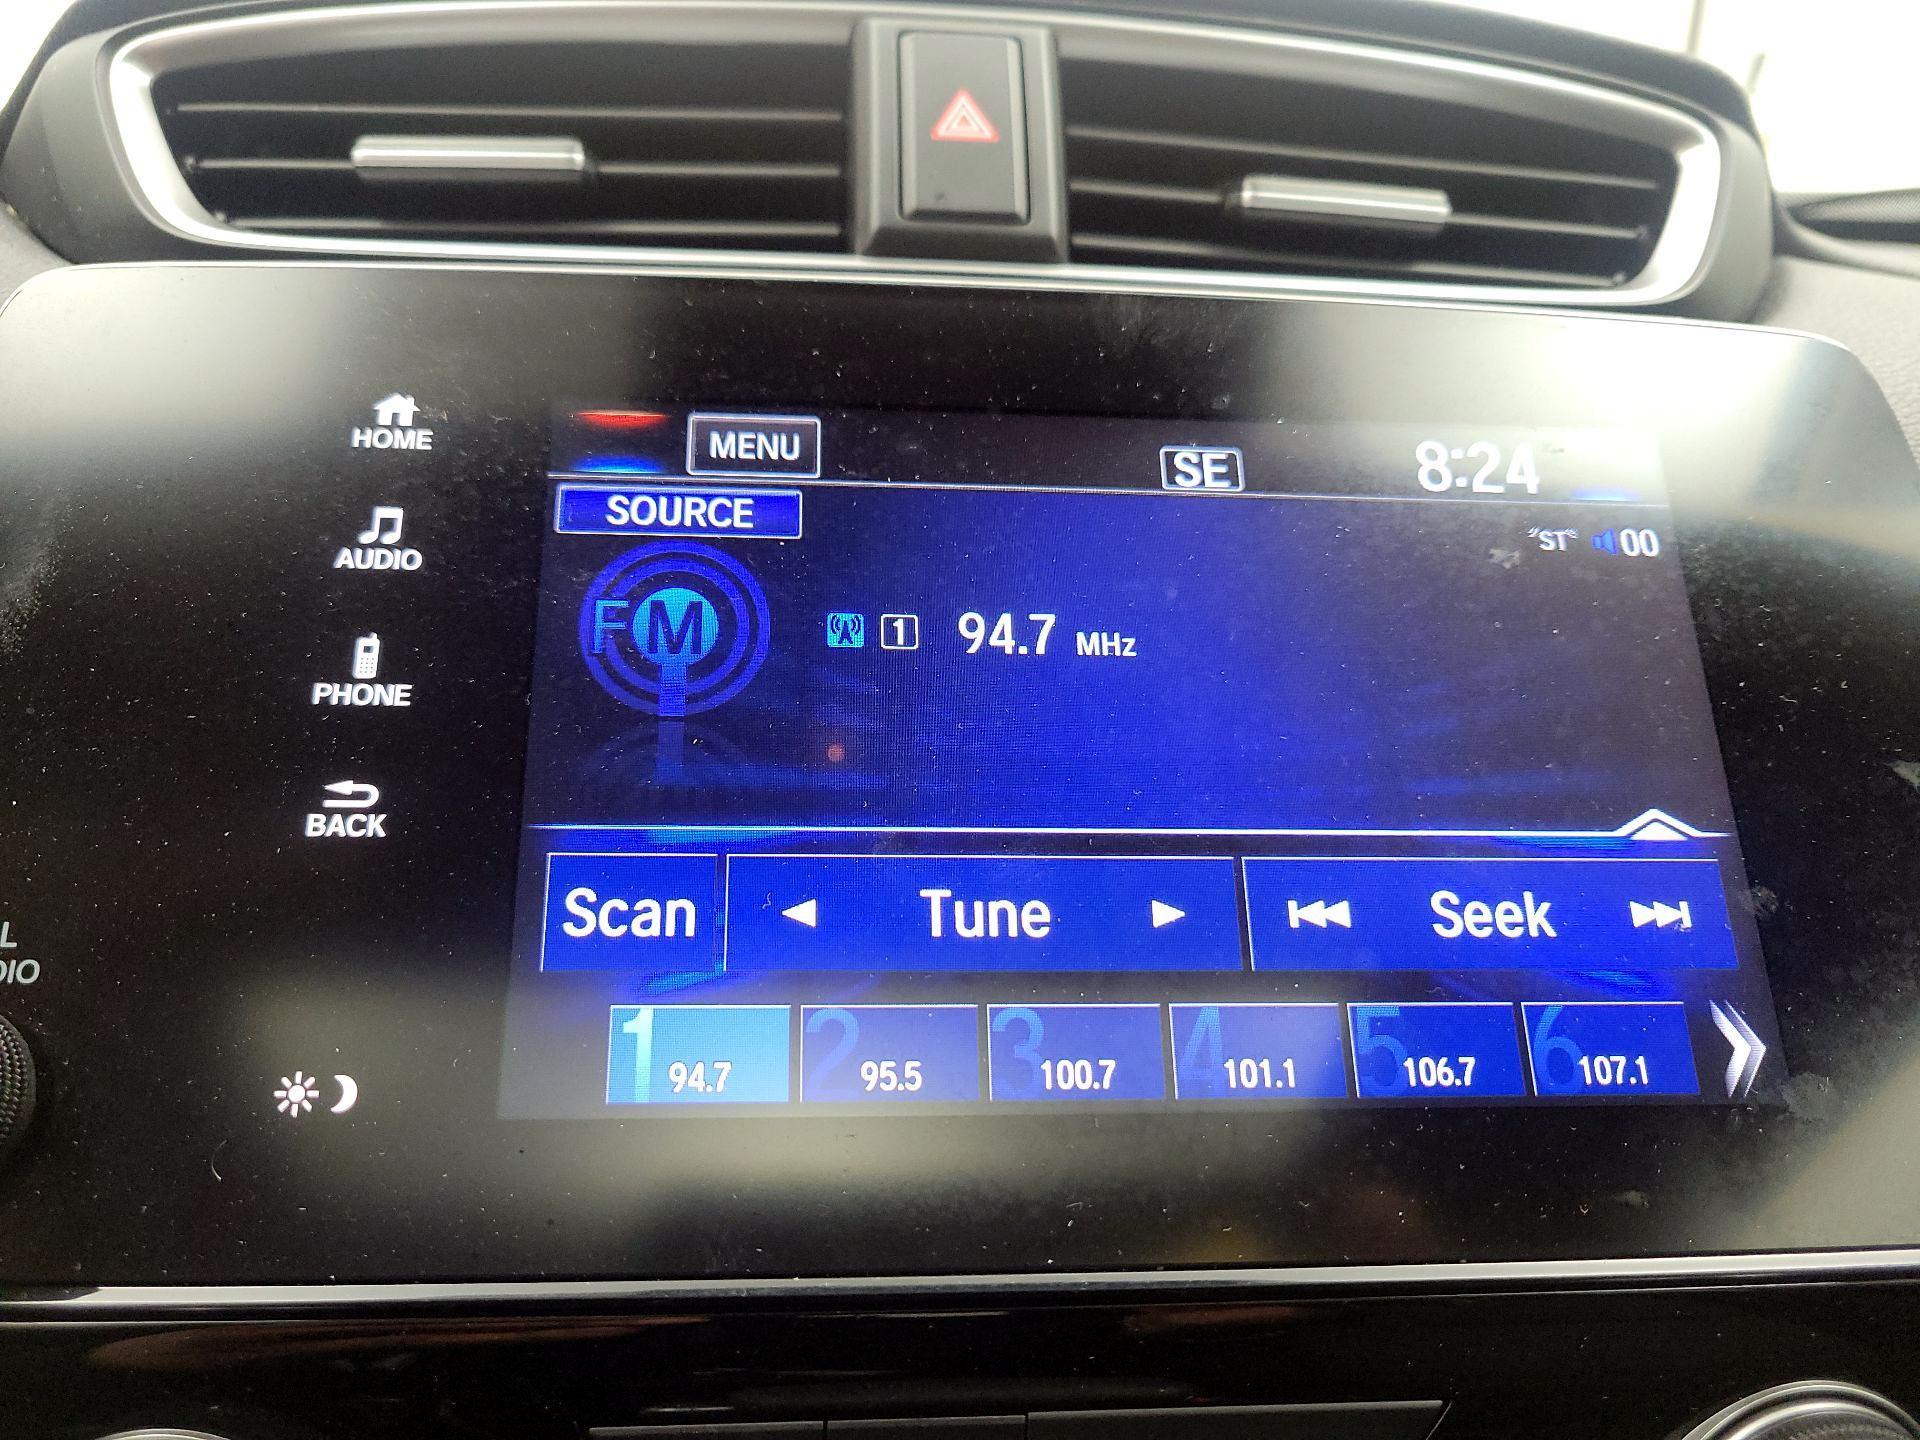 HOME
MENU
SE
8:24
SOURCE
AUDIO
"ST"
00
FM
1
94.7 MHz
PHONE
BACK
Scan
Tune
Seek
1 94.7
2 95.5
3 100.7
4 101.1
5 106.7
6 107.1